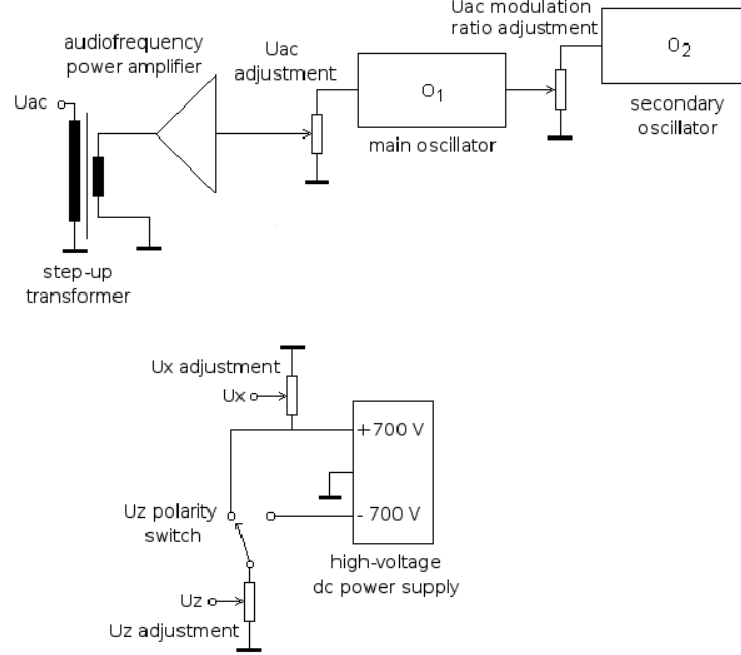 Uac modulation
ratio adjustment
audiofrequency
power amplifier
Uac
adjustment
O1
O2
Uac
main oscillator
secondary
oscillator
step-up
transformer
Ux adjustment
Ux
+700 V
- 700 V
Uz polarity
switch
high-voltage
dc power supply
Uz
Uz adjustment